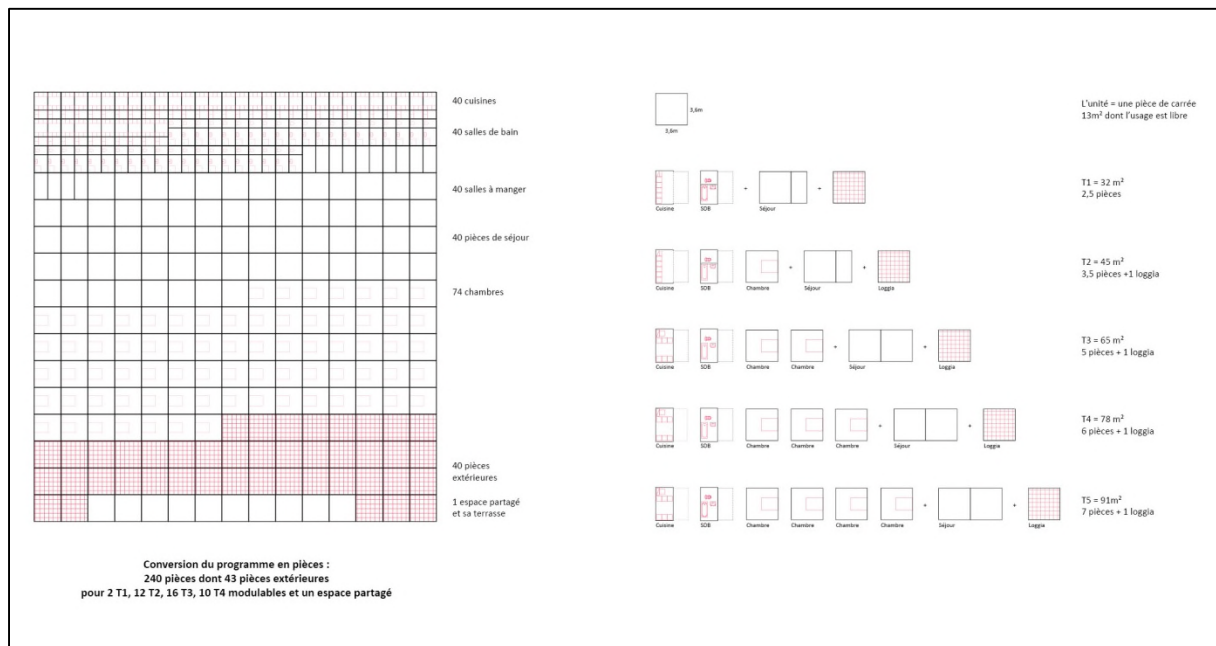 40 cuisines
40 salles de bain
40 salles à manger
40 pièces de séjour
74 chambres
40 pièces
extérieures
1 espace partagé
et sa terrasse
Conversion du programme en pièces :
240 pièces dont 43 pièces extérieures
pour 2 T1, 12 T2, 16 T3, 10 T4 modulables et un espace partagé
3,6m
3,6m
L'unité = une pièce de carrée
13m² dont l'usage est libre
Cuisine SDB Séjour
T1 = 32 m²
2,5 pièces
Cuisine SDB Chambre Séjour Loggia
T2 = 45 m²
3,5 pièces +1 loggia
Cuisine SDB Chambre Chambre Séjour Loggia
T3 = 65 m²
5 pièces + 1 loggia
Cuisine SDB Chambre Chambre Chambre Séjour Loggia
T4 = 78 m²
6 pièces + 1 loggia
Cuisine SDB Chambre Chambre Chambre Chambre Séjour Loggia
T5 = 91m²
7 pièces + 1 loggia